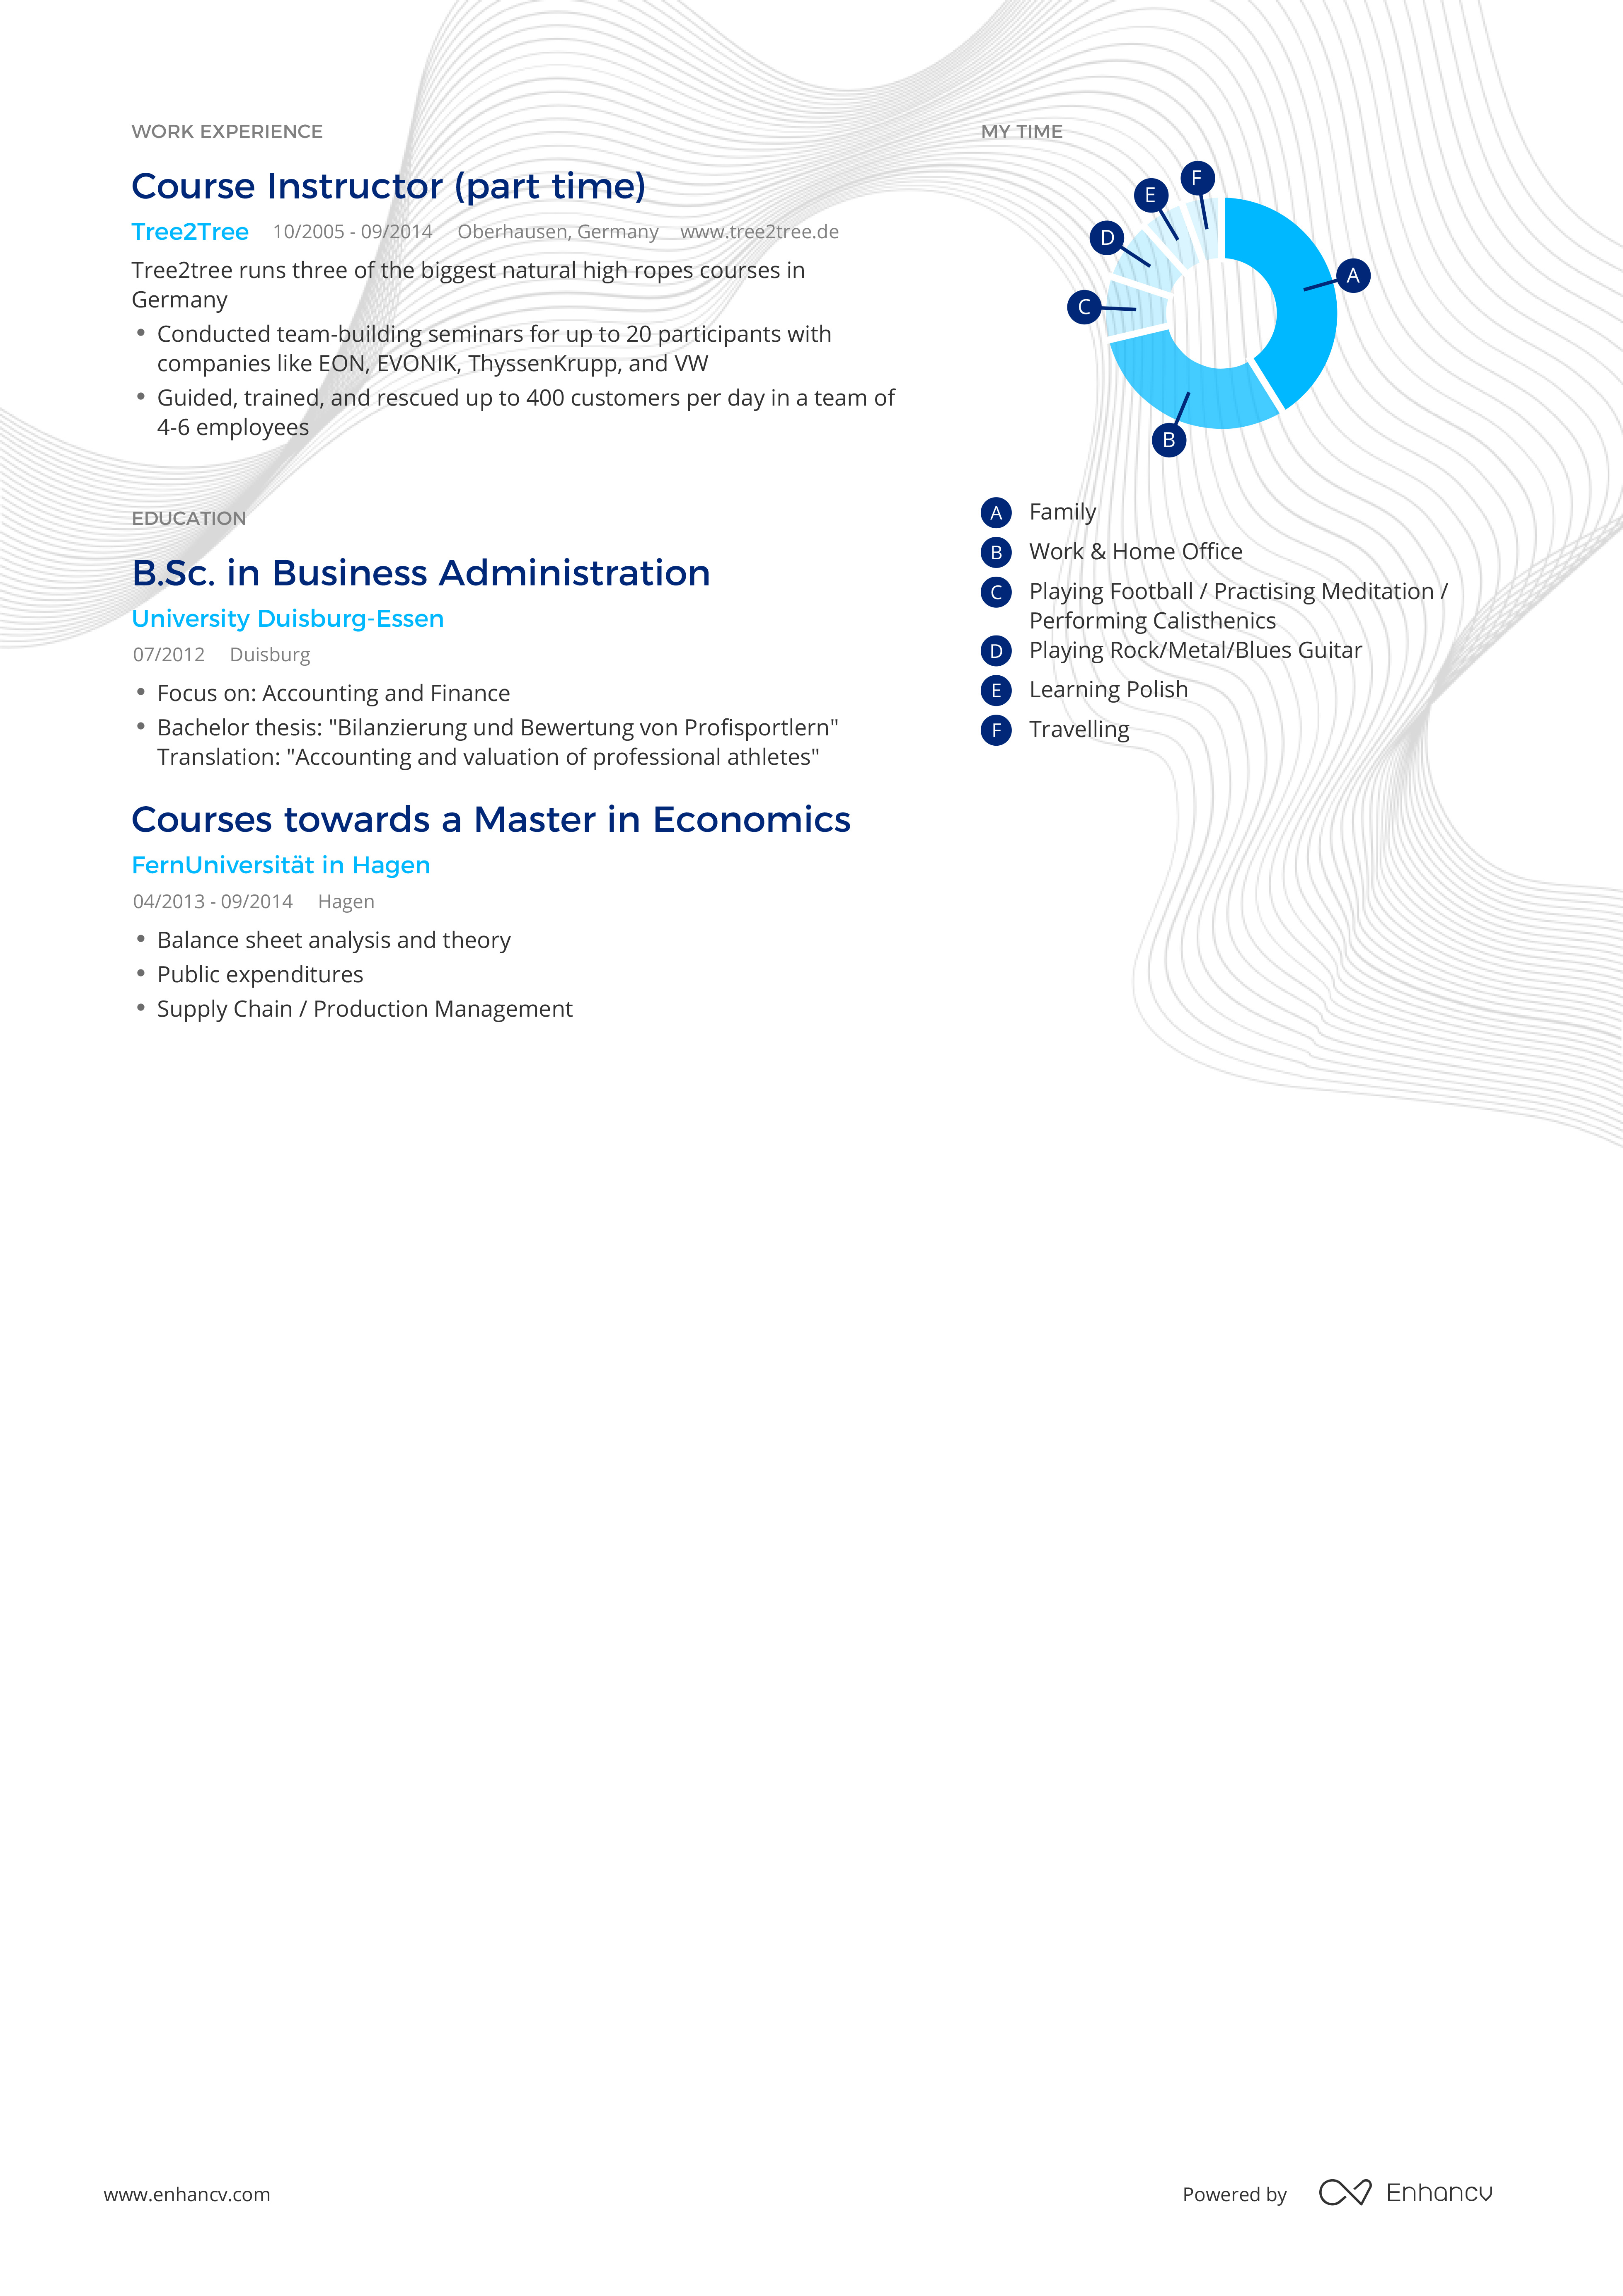 WORK EXPERIENCE
Course Instructor (part time)
Tree2Tree 10/2005 - 09/2014 Oberhausen, Germany www.tree2tree.de
Tree2tree runs three of the biggest natural high ropes courses in
Germany
• Conducted team-building seminars for up to 20 participants with
companies like EON, EVONIK, ThyssenKrupp, and VW
• Guided, trained, and rescued up to 400 customers per day in a team of
4-6 employees
EDUCATION
B.Sc. in Business Administration
University Duisburg-Essen
07/2012 Duisburg
• Focus on: Accounting and Finance
• Bachelor thesis: "Bilanzierung und Bewertung von Profisportlern"
Translation: "Accounting and valuation of professional athletes"
Courses towards a Master in Economics
FernUniversität in Hagen
04/2013 - 09/2014 Hagen
• Balance sheet analysis and theory
• Public expenditures
• Supply Chain / Production Management
MY TIME
F
E
D
A
C
B
A Family
B Work & Home Office
C Playing Football / Practising Meditation /
Performing Calisthenics
D Playing Rock/Metal/Blues Guitar
E Learning Polish
F Travelling
www.enhancv.com
Powered by Enhancv